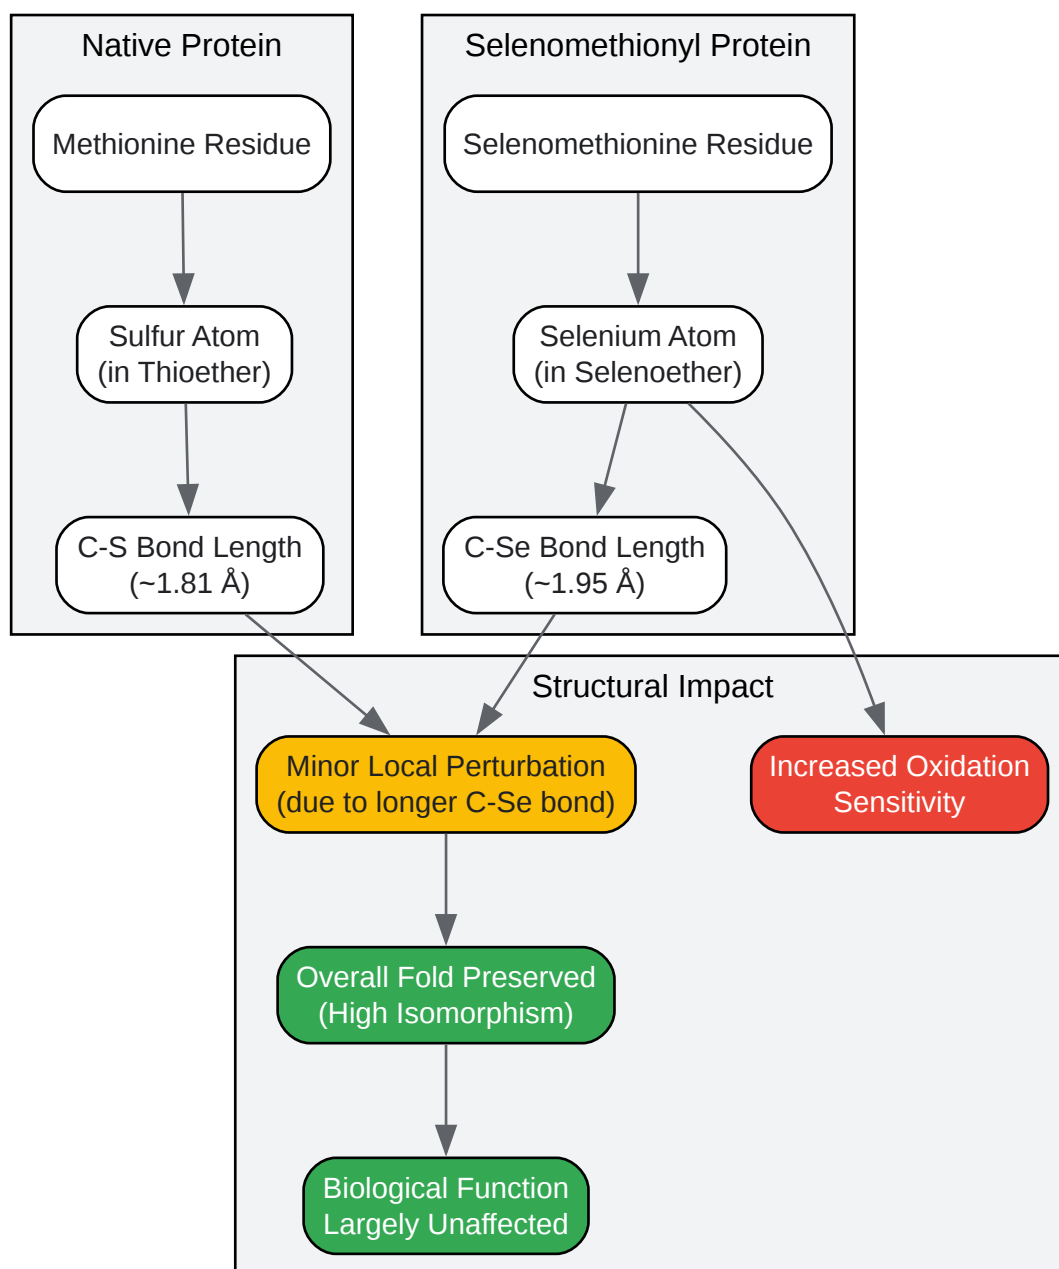 Native Protein
Methionine Residue
Sulfur Atom
(in Thioether)
C-S Bond Length
(~1.81 Å)
Selenomethionyl Protein
Selenomethionine Residue
Selenium Atom
(in Selenoether)
C-Se Bond Length
(~1.95 Å)
Structural Impact
Minor Local Perturbation
(due to longer C-Se bond)
Increased Oxidation
Sensitivity
Overall Fold Preserved
(High Isomorphism)
Biological Function
Largely Unaffected